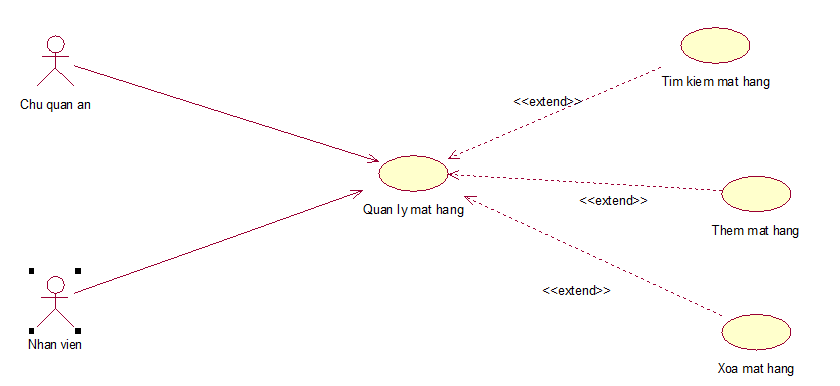 Chu quan an
Tim kiem mat hang
<<extend>>
Quan ly mat hang
<<extend>>
Them mat hang
<<extend>>
Nhan vien
Xoa mat hang